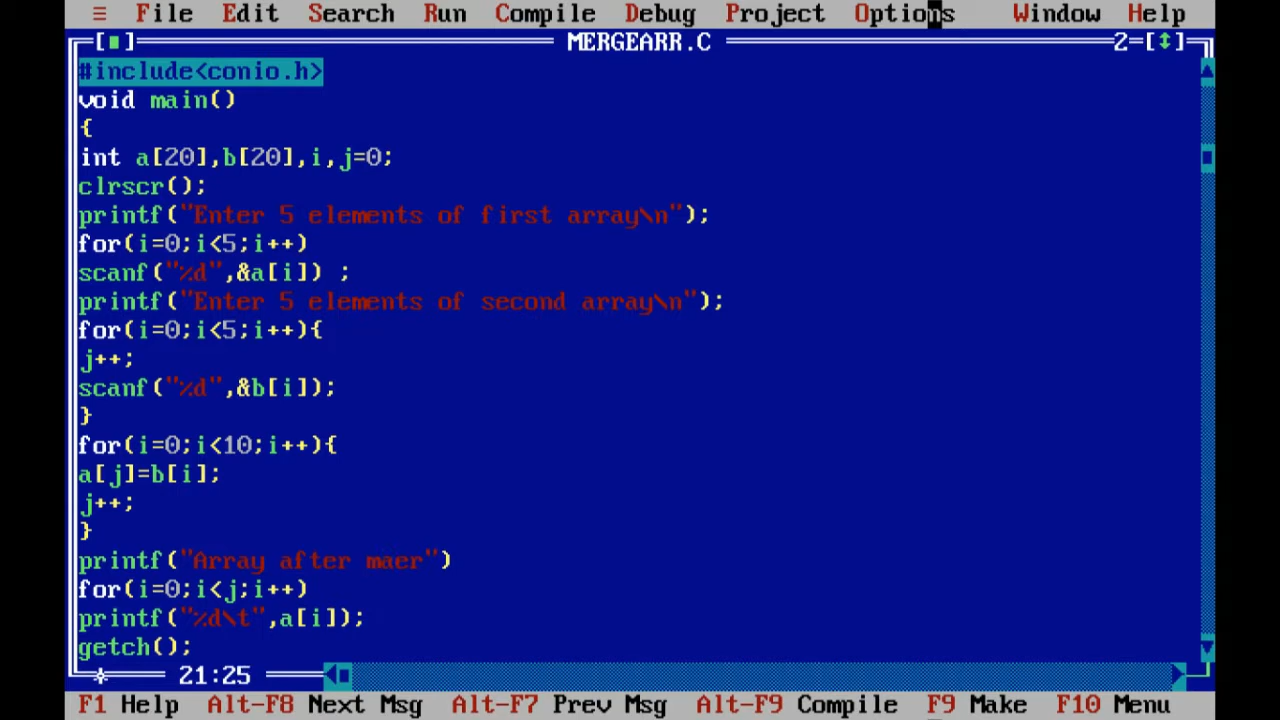 ≡ File Edit Search Run Compile Debug Project Options Window Help
[■] MERGEARR.C 2=[↕]
#include<conio.h>
void main()
{
int a[20],b[20],i,j=0;
clrscr();
printf("Enter 5 elements of first array\n");
for(i=0;i<5;i++)
scanf("%d",&a[i]) ;
printf("Enter 5 elements of second array\n");
for(i=0;i<5;i++){
j++;
scanf("%d",&b[i]);
}
for(i=0;i<10;i++){
a[j]=b[i];
j++;
}
printf("Array after maer")
for(i=0;i<j;i++)
printf("%d\t",a[i]);
getch();
21:25
F1 Help Alt-F8 Next Msg Alt-F7 Prev Msg Alt-F9 Compile F9 Make F10 Menu